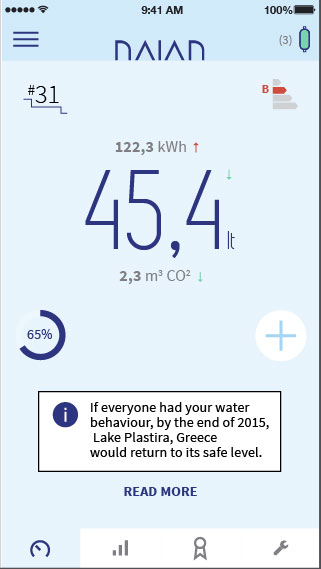 9:41 AM 100%
(3)
#31
B
122,3 kWh ↑
↓
45,4 lt
2,3 m³ CO² ↓
65%
i If everyone had your water
behaviour, by the end of 2015,
Lake Plastira, Greece
would return to its safe level.
READ MORE